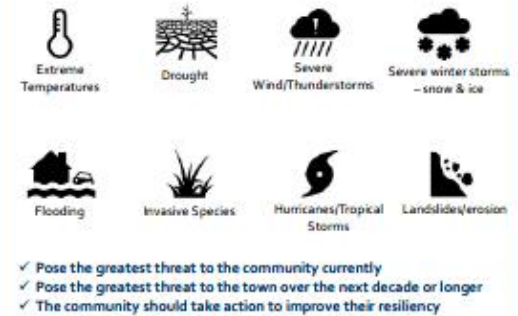 Extreme
Temperatures
Drought
Severe
Wind/Thunderstorms
Severe winter storms
– snow & ice
Flooding
Invasive Species
Hurricanes/Tropical
Storms
Landslides/erosion
✓ Pose the greatest threat to the community currently
✓ Pose the greatest threat to the town over the next decade or longer
✓ The community should take action to improve their resiliency